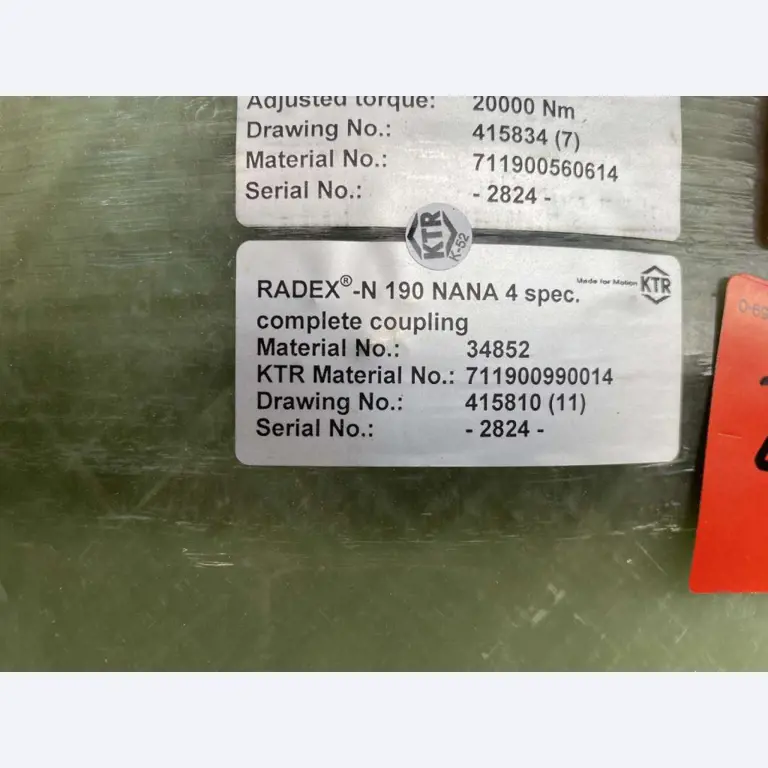 Adjusted torque: 20000 Nm
Drawing No.: 415834 (7)
Material No.: 711900560614
Serial No.: - 2824 -
KTR
K-52
RADEX®-N 190 NANA 4 spec.
Made for Motion KTR
complete coupling
Material No.: 34852
KTR Material No.: 711900990014
Drawing No.: 415810 (11)
Serial No.: - 2824 -